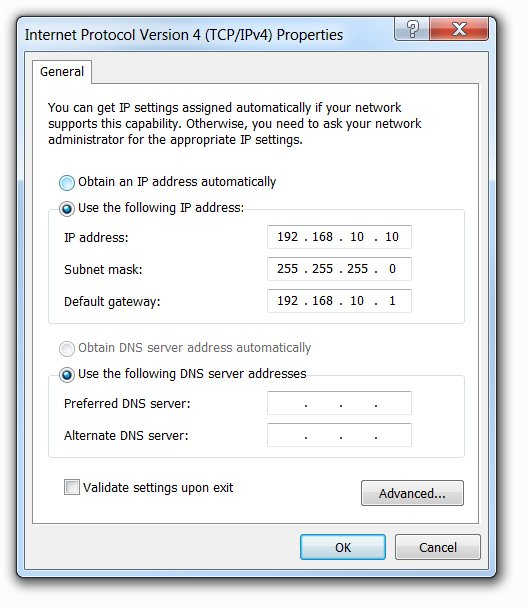 Internet Protocol Version 4 (TCP/IPv4) Properties
General
You can get IP settings assigned automatically if your network
supports this capability. Otherwise, you need to ask your network
administrator for the appropriate IP settings.
Obtain an IP address automatically
Use the following IP address:
IP address: 192 . 168 . 10 . 10
Subnet mask: 255 . 255 . 255 . 0
Default gateway: 192 . 168 . 10 . 1
Obtain DNS server address automatically
Use the following DNS server addresses
Preferred DNS server: . . .
Alternate DNS server: . . .
Validate settings upon exit
Advanced...
OK Cancel